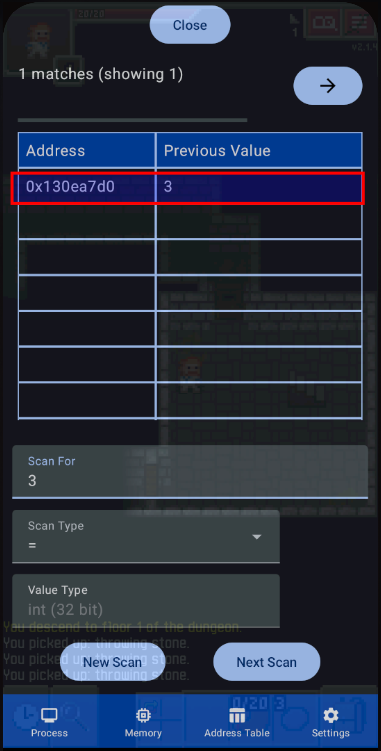 20/20
Close
1
v2.1.4
1 matches (showing 1)
→
Address Previous Value
0x130ea7d0 3
Scan For
3
Scan Type
=
Value Type
int (32 bit)
You descend to floor 1 of the dungeon.
You picked up: throwing stone.
You picked up: throwing stone.
You picked up: throwing stone.
New Scan Next Scan
0/20 3
Process Memory Address Table Settings